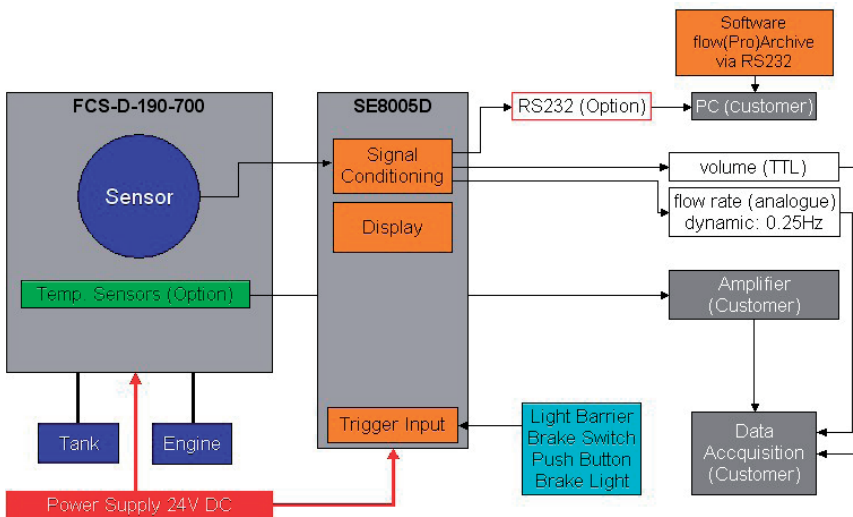 Software
flow(Pro)Archive
via RS232
FCS-D-190-700
SE8005D
RS232 (Option)
PC (Customer)
Signal
Conditioning
Sensor
volume (TTL)
flow rate (analogue)
dynamic: 0.25Hz
Display
Temp. Sensors (Option)
Amplifier
(Customer)
Trigger Input
Light Barrier
Brake Switch
Push Button
Brake Light
Data
Accquisition
(Customer)
Tank
Engine
Power Supply 24V DC